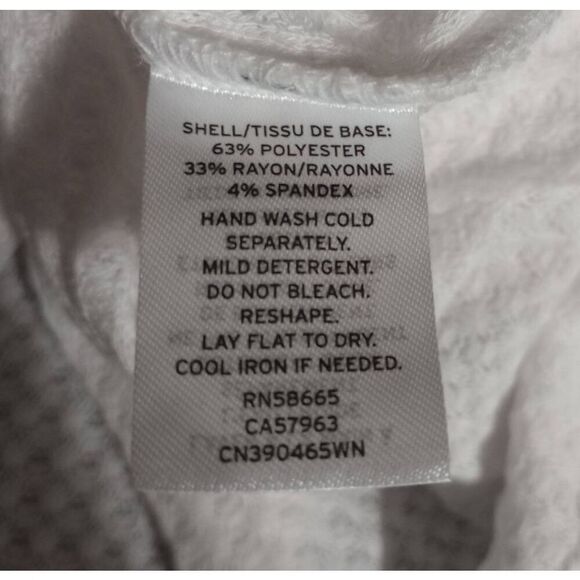 SHELL/TISSU DE BASE:
63% POLYESTER
33% RAYON/RAYONNE
4% SPANDEX
HAND WASH COLD
SEPARATELY.
MILD DETERGENT.
DO NOT BLEACH.
RESHAPE.
LAY FLAT TO DRY.
COOL IRON IF NEEDED.
RN58665
CA57963
CN390465WN